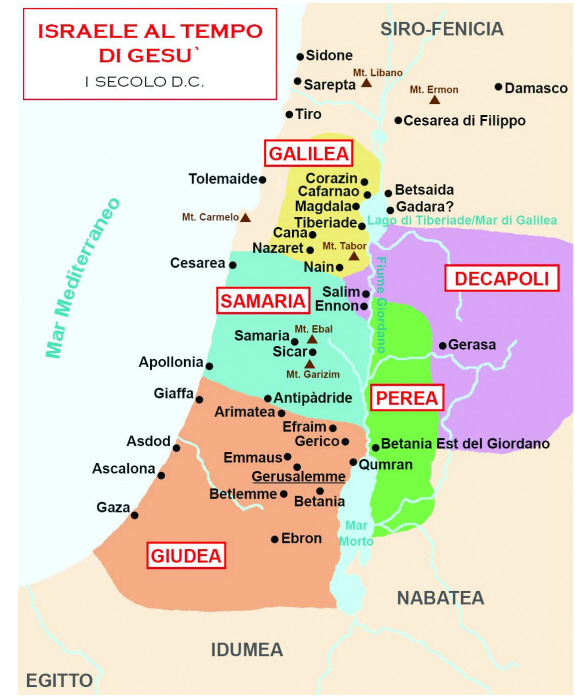 ISRAELE AL TEMPO
DI GESU`
I SECOLO D.C.
SIRO-FENICIA
Sidone
Mt. Libano
Sarepta
Mt. Ermon
Damasco
Tiro
Cesarea di Filippo
GALILEA
Tolemaide
Corazin
Cafarnao
Betsaida
Magdala
Gadara?
Mt. Carmelo
Tiberiade
Lago di Tiberiade/Mar di Galilea
Cana
Nazaret
Mt. Tabor
Cesarea
Nain
DECAPOLI
Mar Mediterraneo
Fiume Giordano
SAMARIA
Salim
Ennon
Samaria
Mt. Ebal
Sicar
Gerasa
Mt. Garizim
Apollonia
Giaffa
Antipàdride
PEREA
Arimatea
Efraim
Gerico
Betania Est del Giordano
Asdod
Emmaus
Qumran
Ascalona
Gerusalemme
Betlemme
Betania
Gaza
Mar
Morto
Ebron
GIUDEA
NABATEA
IDUMEA
EGITTO